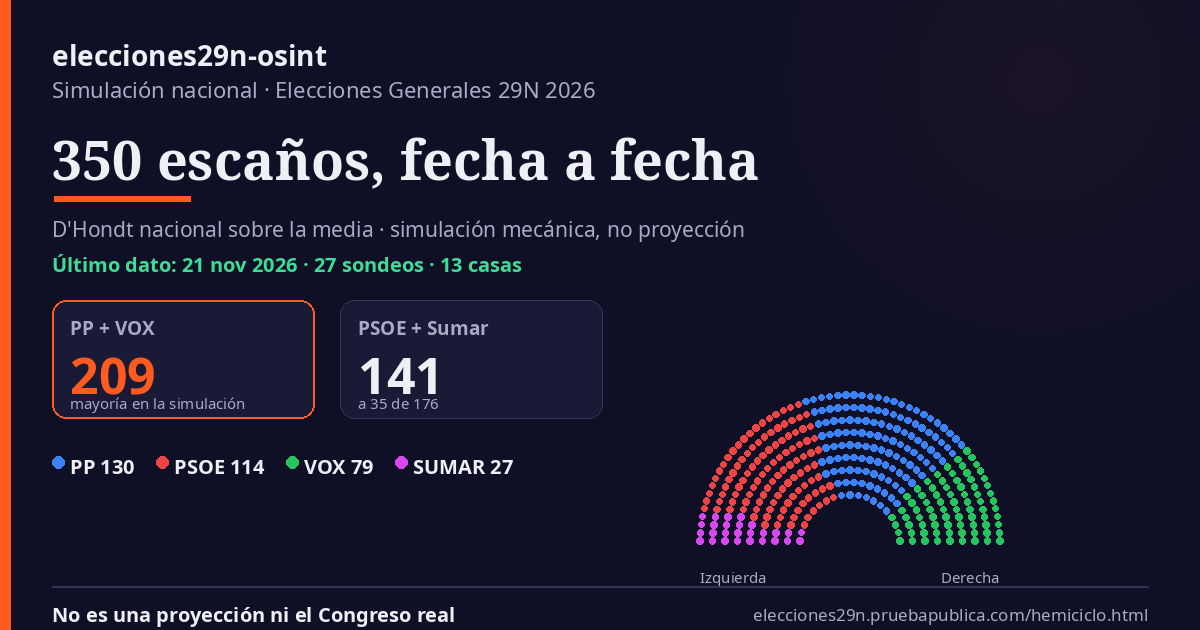 elecciones29n-osint
Simulación nacional · Elecciones Generales 29N 2026
350 escaños, fecha a fecha
D'Hondt nacional sobre la media · simulación mecánica, no proyección
Último dato: 21 nov 2026 · 27 sondeos · 13 casas
PP + VOX
209
mayoría en la simulación
PSOE + Sumar
141
a 35 de 176
PP 130
PSOE 114
VOX 79
SUMAR 27
Izquierda
Derecha
No es una proyección ni el Congreso real
elecciones29n.pruebapublica.com/hemiciclo.html